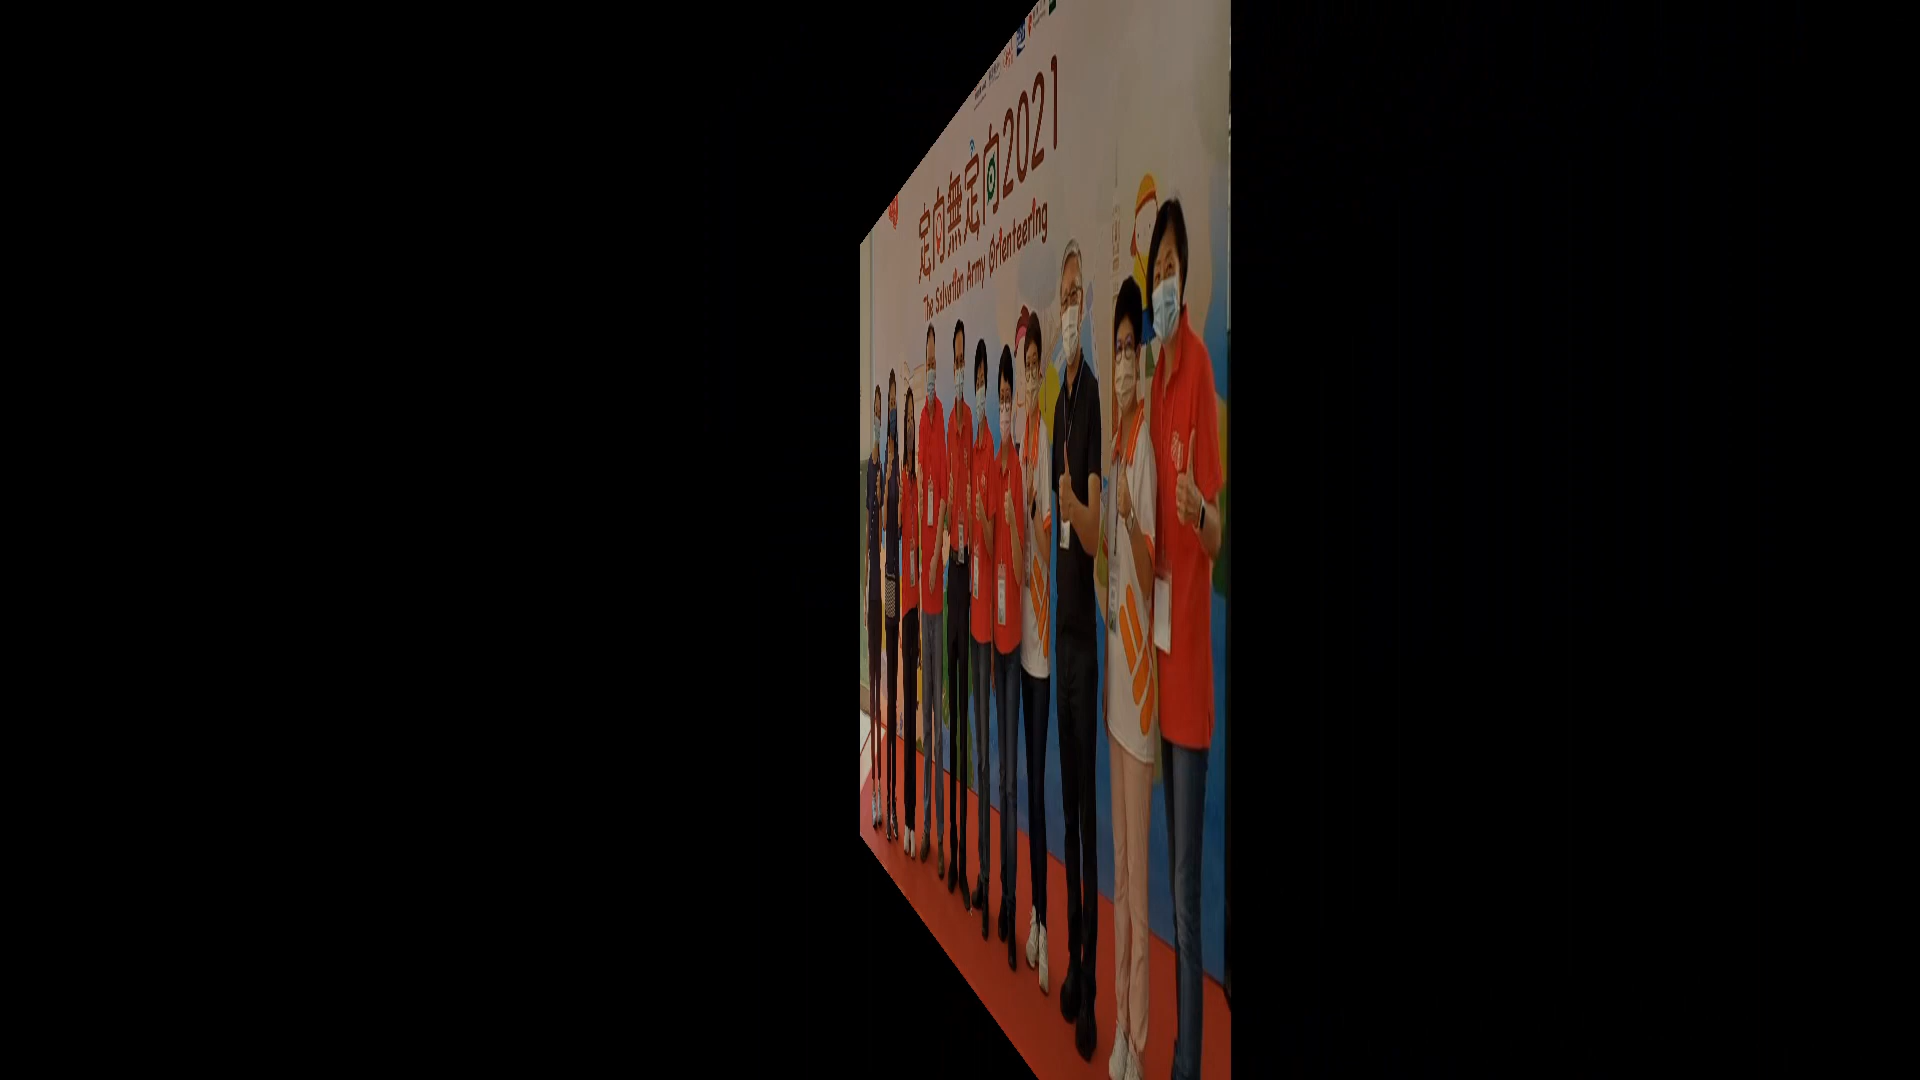 定向無定向2021
The Salvation Army Orienteering